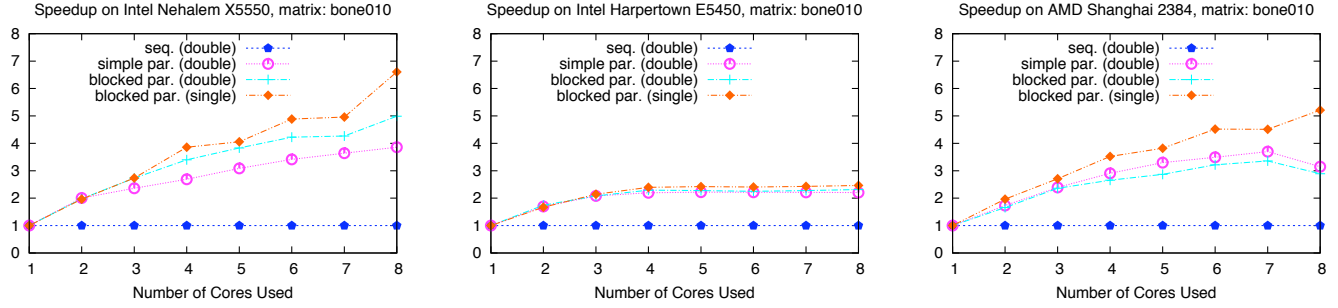 Speedup on Intel Nehalem X5550, matrix: bone010
8
7
6
5
4
3
2
1
0
seq. (double)
simple par. (double)
blocked par. (double)
blocked par. (single)
1 2 3 4 5 6 7 8
Number of Cores Used
Speedup on Intel Harpertown E5450, matrix: bone010
8
7
6
5
4
3
2
1
0
seq. (double)
simple par. (double)
blocked par. (double)
blocked par. (single)
1 2 3 4 5 6 7 8
Number of Cores Used
Speedup on AMD Shanghai 2384, matrix: bone010
8
7
6
5
4
3
2
1
0
seq. (double)
simple par. (double)
blocked par. (double)
blocked par. (single)
1 2 3 4 5 6 7 8
Number of Cores Used